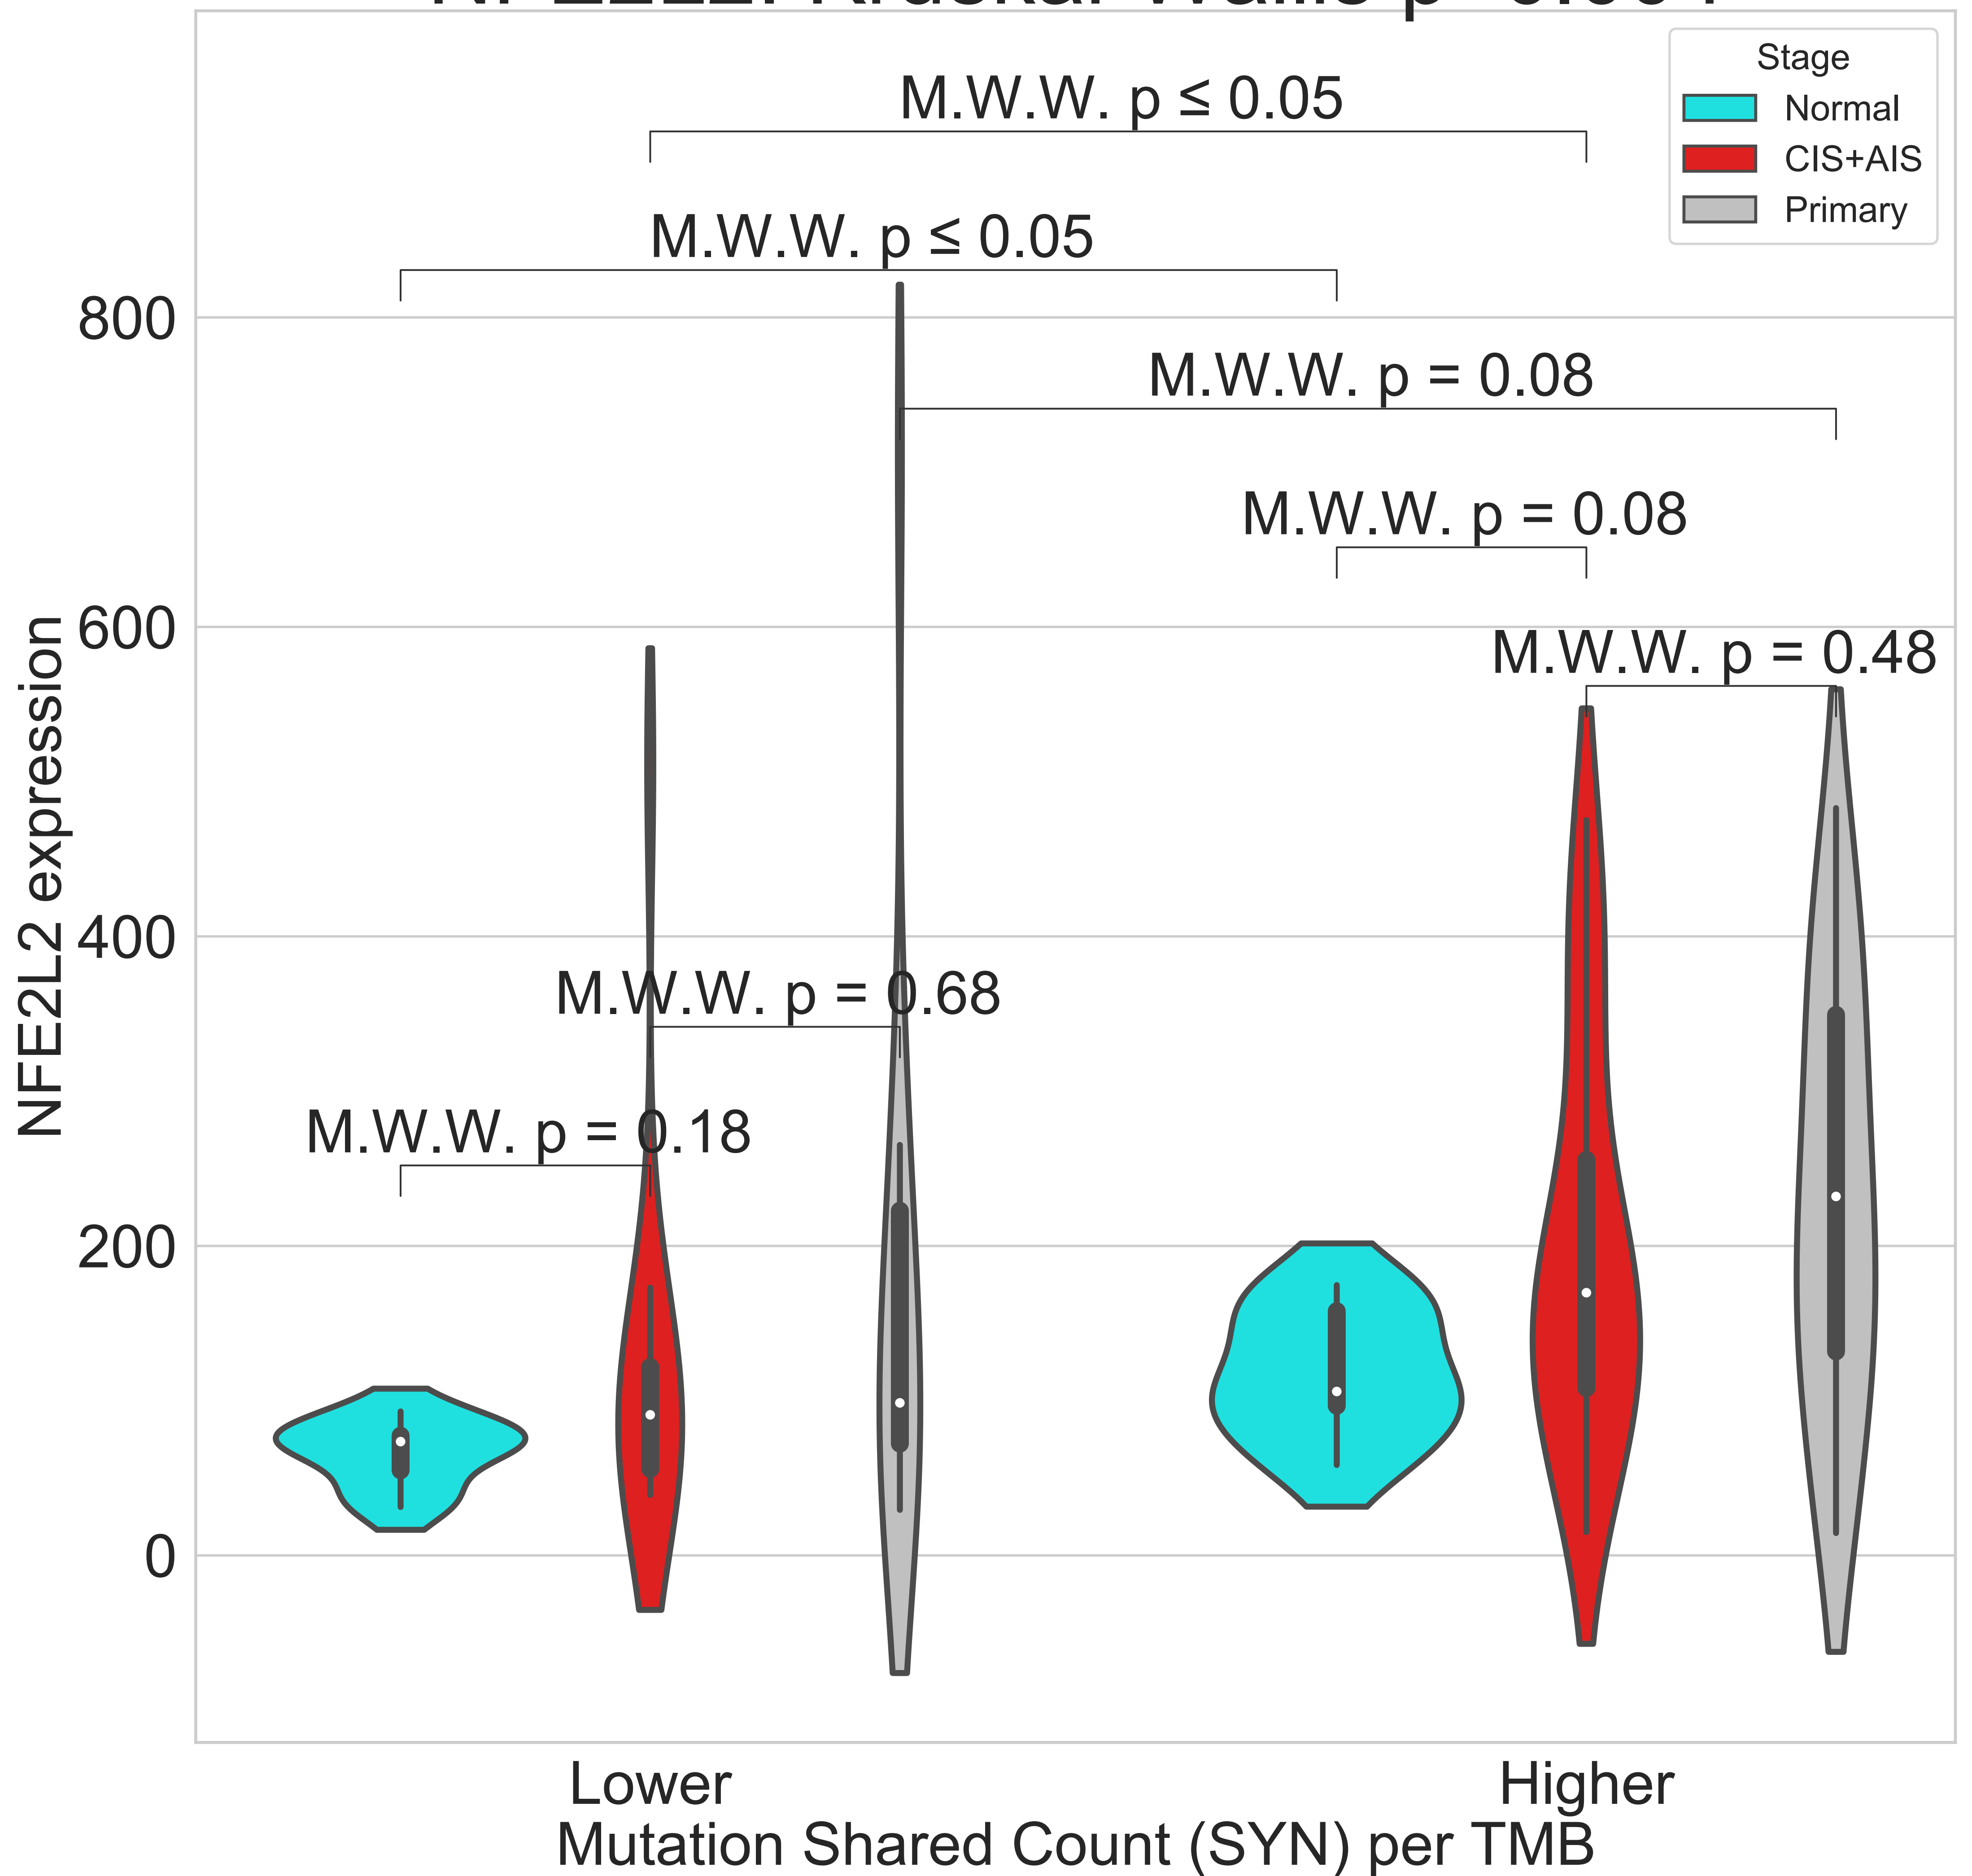 Stage
Normal
CIS+AIS
Primary
M.W.W. p ≤ 0.05
M.W.W. p ≤ 0.05
M.W.W. p = 0.08
M.W.W. p = 0.08
M.W.W. p = 0.48
M.W.W. p = 0.68
M.W.W. p = 0.18
NFE2L2 expression
800
600
400
200
0
Lower
Higher
Mutation Shared Count (SYN) per TMB